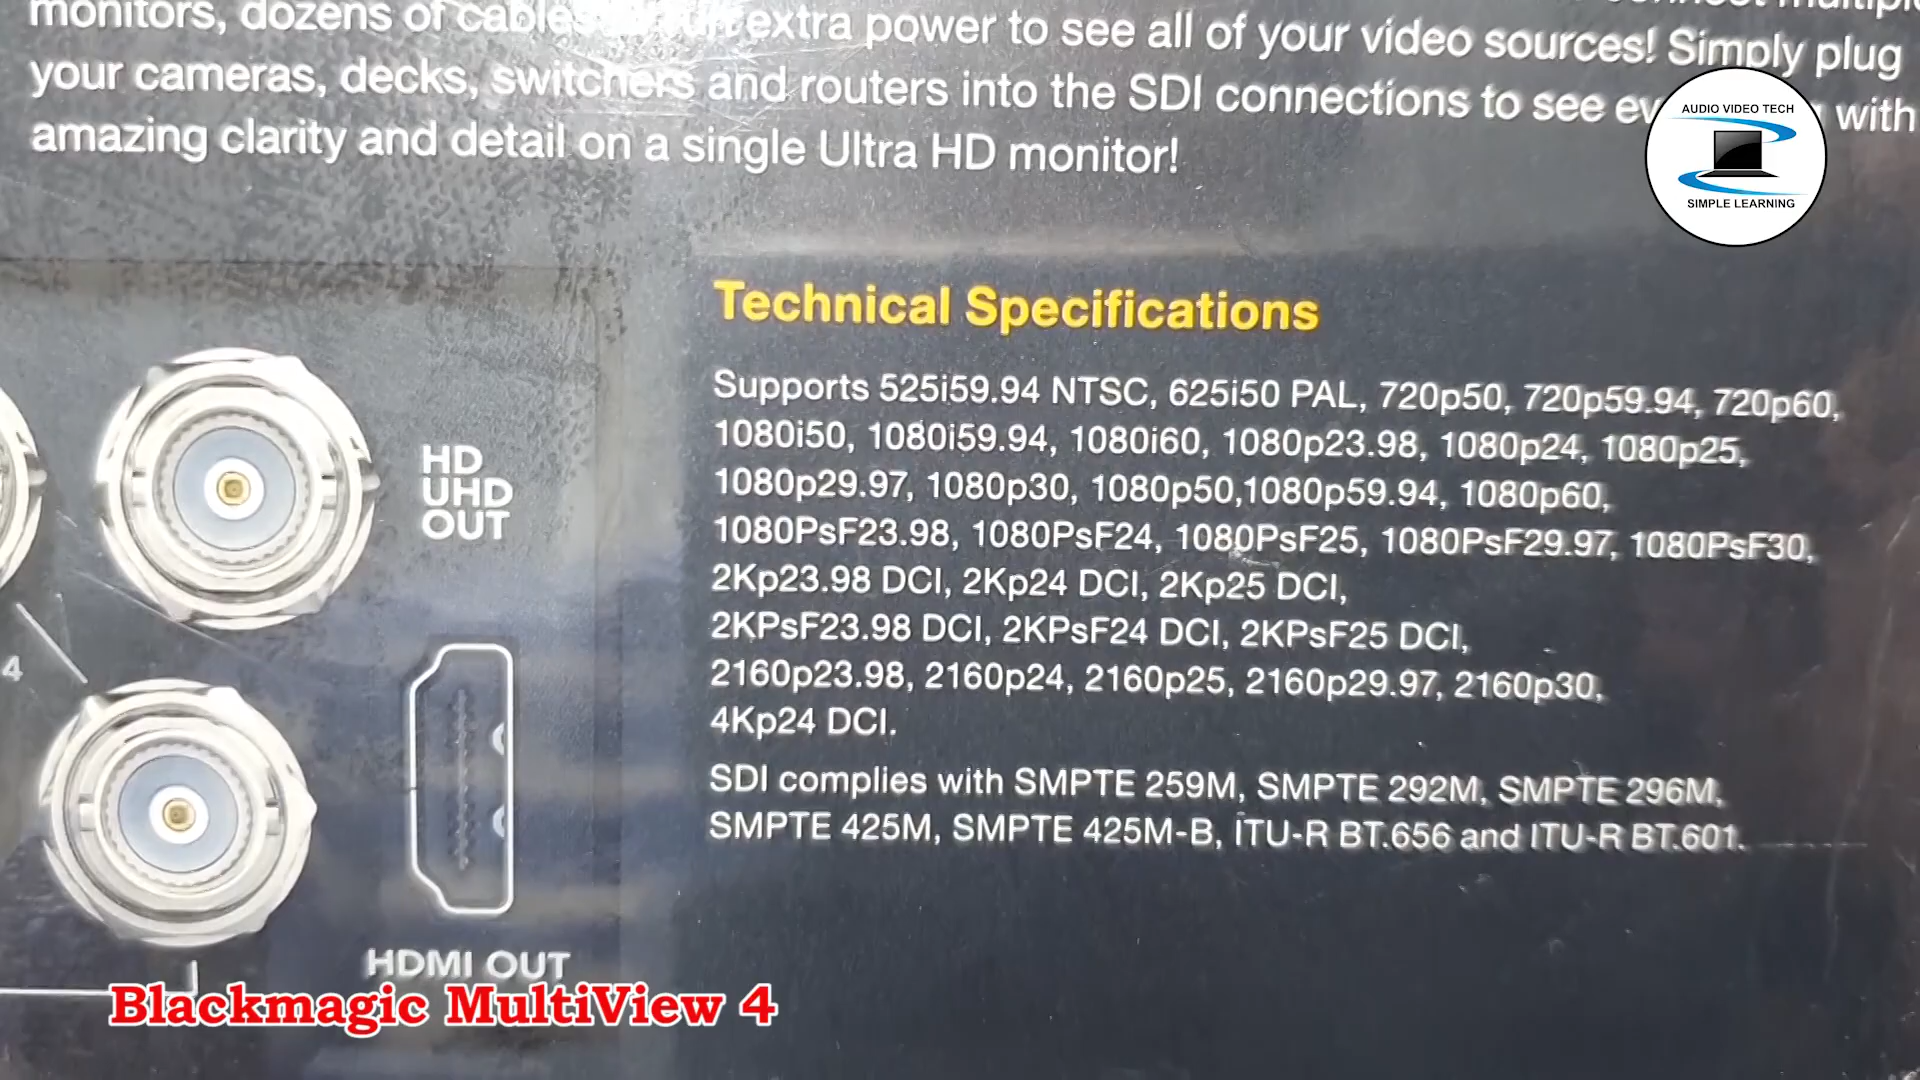 monitors, dozens of cables extra power to see all of your video sources! Simply plug
your cameras, decks, switchers and routers into the SDI connections to see with
amazing clarity and detail on a single Ultra HD monitor!
AUDIO VIDEO TECH
SIMPLE LEARNING
Technical Specifications
Supports 525i59.94 NTSC, 625i50 PAL, 720p50, 720p59.94, 720p60,
1080i50, 1080i59.94, 1080i60, 1080p23.98, 1080p24, 1080p25,
1080p29.97, 1080p30, 1080p50,1080p59.94, 1080p60,
1080PsF23.98, 1080PsF24, 1080PsF25, 1080PsF29.97, 1080PsF30,
2Kp23.98 DCI, 2Kp24 DCI, 2Kp25 DCI,
2KPsF23.98 DCI, 2KPsF24 DCI, 2KPsF25 DCI,
2160p23.98, 2160p24, 2160p25, 2160p29.97, 2160p30,
4Kp24 DCI.
SDI complies with SMPTE 259M, SMPTE 292M, SMPTE 296M,
SMPTE 425M, SMPTE 425M-B, ITU-R BT.656 and ITU-R BT.601.
HD
UHD
OUT
4
HDMI OUT
Blackmagic MultiView 4